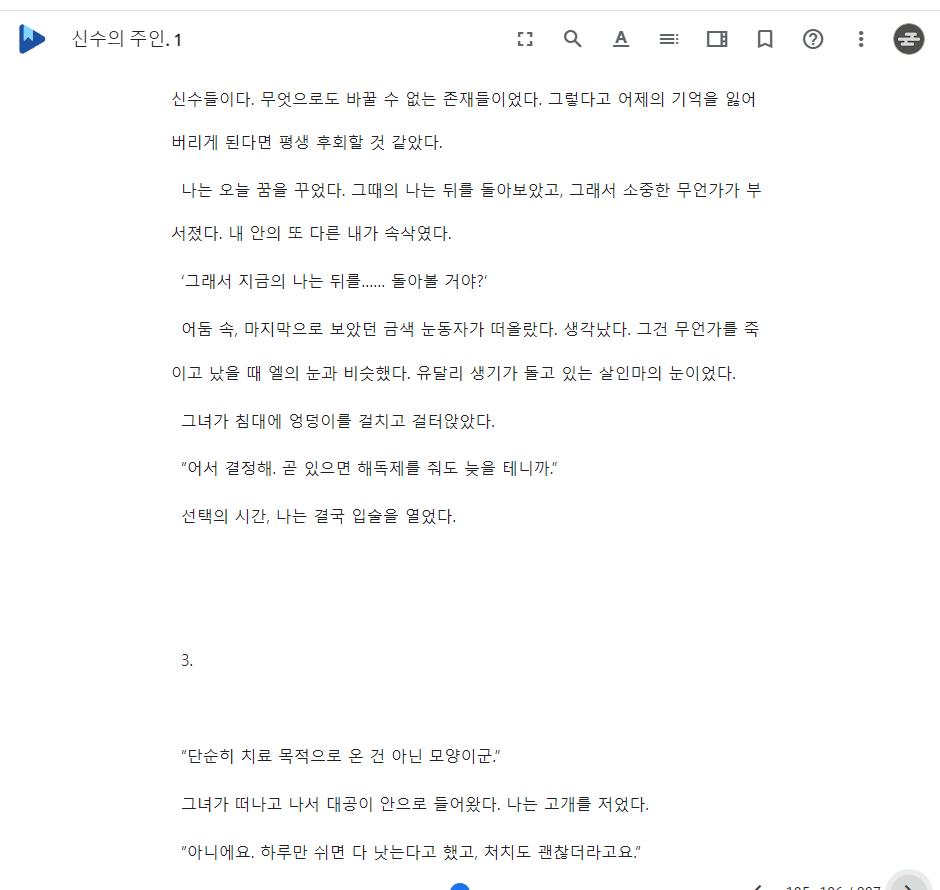 신수의 주인. 1
신수들이다. 무엇으로도 바꿀 수 없는 존재들이었다. 그렇다고 어제의 기억을 잃어
버리게 된다면 평생 후회할 것 같았다.
나는 오늘 꿈을 꾸었다. 그때의 나는 뒤를 돌아보았고, 그래서 소중한 무언가가 부
서졌다. 내 안의 또 다른 내가 속삭였다.
‘그래서 지금의 나는 뒤를...... 돌아볼 거야?’
어둠 속, 마지막으로 보았던 금색 눈동자가 떠올랐다. 생각났다. 그건 무언가를 죽
이고 났을 때 엘의 눈과 비슷했다. 유달리 생기가 돌고 있는 살인마의 눈이었다.
그녀가 침대에 엉덩이를 걸치고 걸터앉았다.
“어서 결정해. 곧 있으면 해독제를 줘도 늦을 테니까.”
선택의 시간, 나는 결국 입술을 열었다.
3.
“단순히 치료 목적으로 온 건 아닌 모양이군.”
그녀가 떠나고 나서 대공이 안으로 들어왔다. 나는 고개를 저었다.
“아니에요. 하루만 쉬면 다 낫는다고 했고, 처치도 괜찮더라고요.”